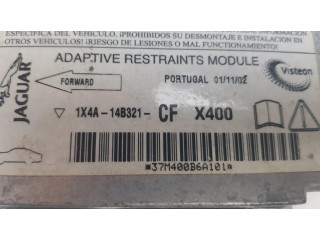 ESPECIFICA DEL VEHICULO. ¡PROHIBIDO SU DESMONTAJE E INSTALACION EN
OTROS VEHICULOS! ¡RIESGO DE LESIONES O MAL FUNCIONAMIENTO!
ADAPTIVE RESTRAINTS MODULE
JAGUAR
FORWARD
PORTUGAL 01/11/02
Visteon
1X4A-14B321- CF X400
*37M400B6A101*